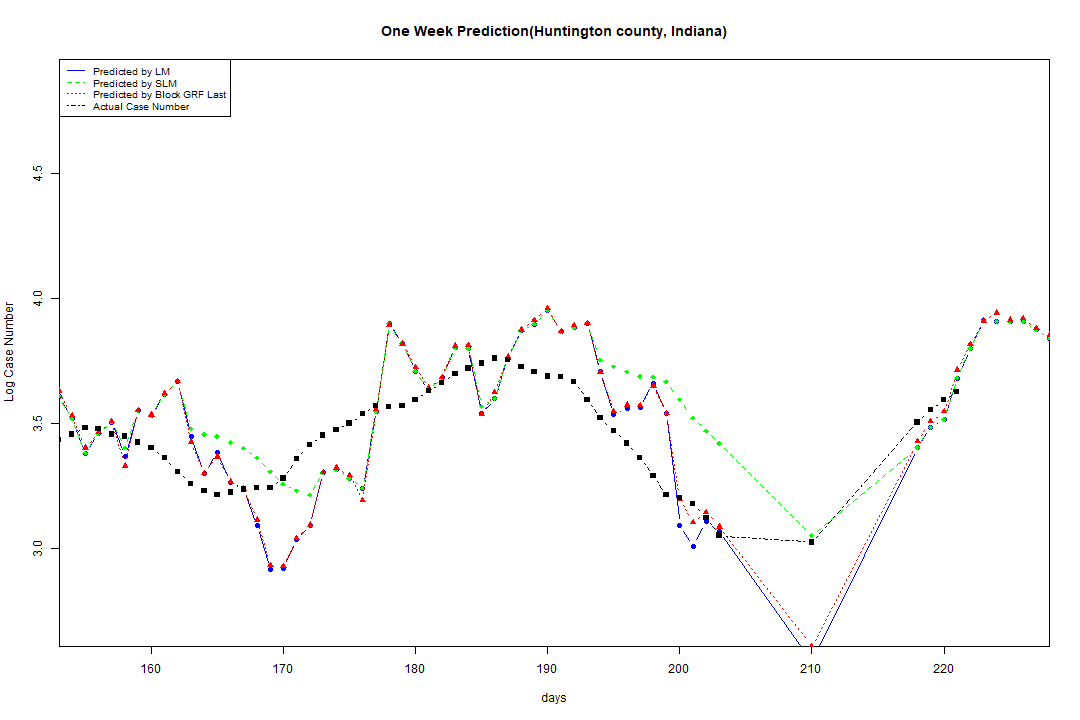 One Week Prediction(Huntington county, Indiana)
Predicted by LM
Predicted by SLM
Predicted by Block GRF Last
Actual Case Number
Log Case Number
4.5
4.0
3.5
3.0
160 170 180 190 200 210 220
days